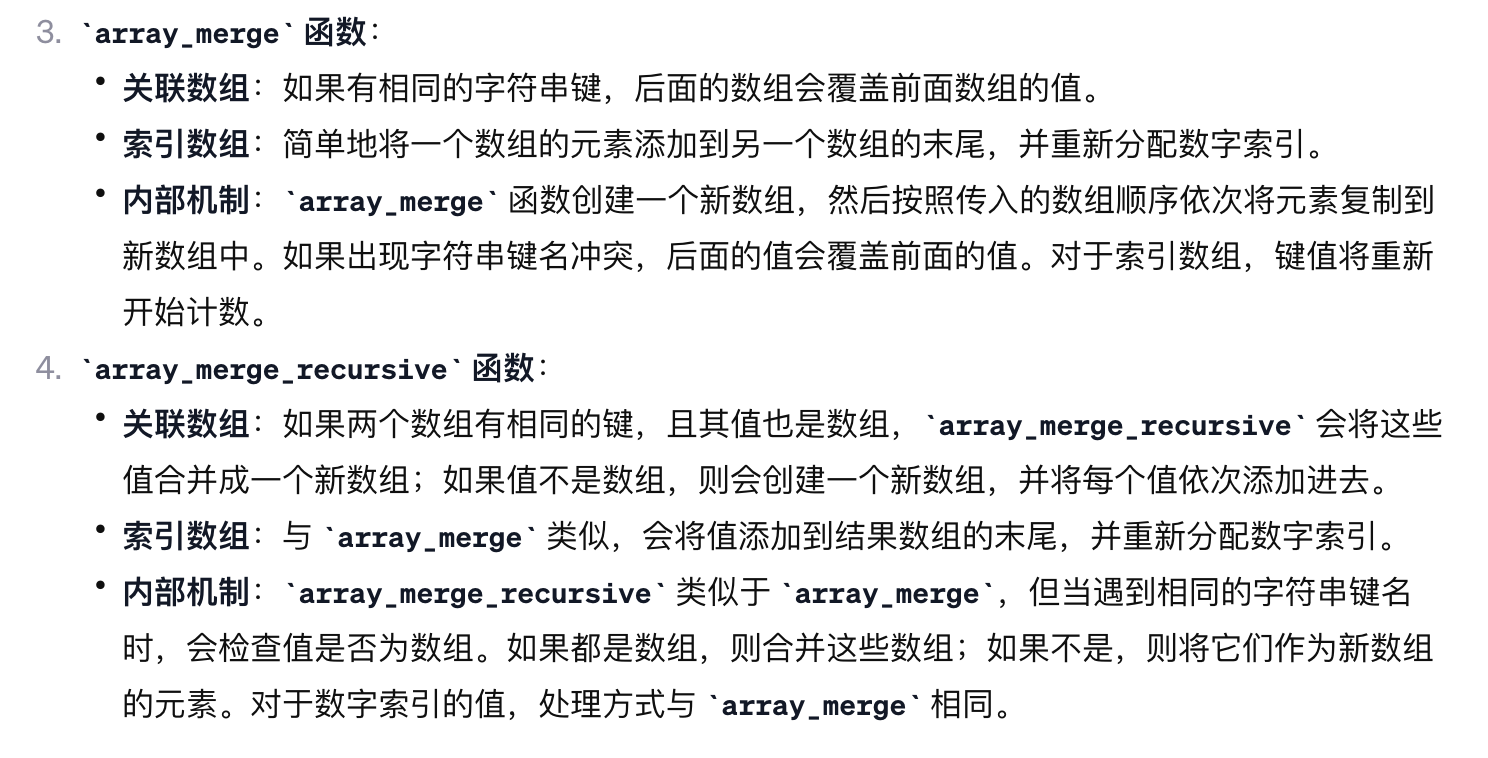 3. `array_merge` 函数：
• 关联数组：如果有相同的字符串键，后面的数组会覆盖前面数组的值。
• 索引数组：简单地将一个数组的元素添加到另一个数组的末尾，并重新分配数字索引。
• 内部机制：`array_merge` 函数创建一个新数组，然后按照传入的数组顺序依次将元素复制到
新数组中。如果出现字符串键名冲突，后面的值会覆盖前面的值。对于索引数组，键值将重新
开始计数。
4. `array_merge_recursive` 函数：
• 关联数组：如果两个数组有相同的键，且其值也是数组，`array_merge_recursive` 会将这些
值合并成一个新数组；如果值不是数组，则会创建一个新数组，并将每个值依次添加进去。
• 索引数组：与 `array_merge` 类似，会将值添加到结果数组的末尾，并重新分配数字索引。
• 内部机制：`array_merge_recursive` 类似于 `array_merge`，但当遇到相同的字符串键名
时，会检查值是否为数组。如果都是数组，则合并这些数组；如果不是，则将它们作为新数组
的元素。对于数字索引的值，处理方式与 `array_merge` 相同。